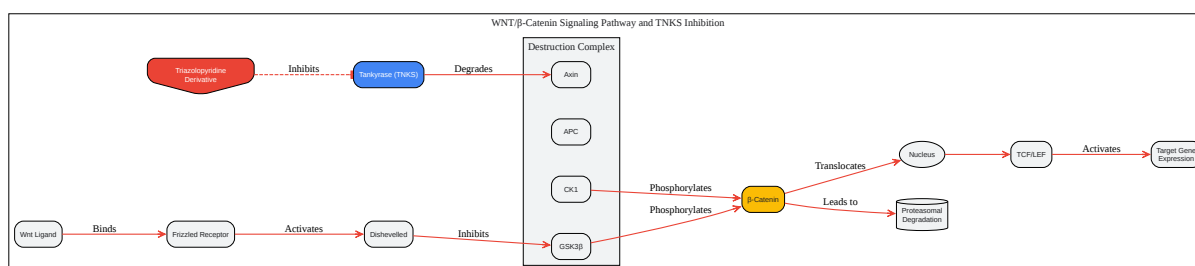 WNT/β-Catenin Signaling Pathway and TNKS Inhibition
Destruction Complex
Triazolopyridine
Derivative
Inhibits
Tankyrase (TNKS)
Degrades
Axin
APC
CK1
Phosphorylates
Phosphorylates
GSK3β
Wnt Ligand
Binds
Frizzled Receptor
Activates
Dishevelled
Inhibits
β-Catenin
Translocates
Nucleus
TCF/LEF
Activates
Target Gene
Expression
Leads to
Proteasomal
Degradation